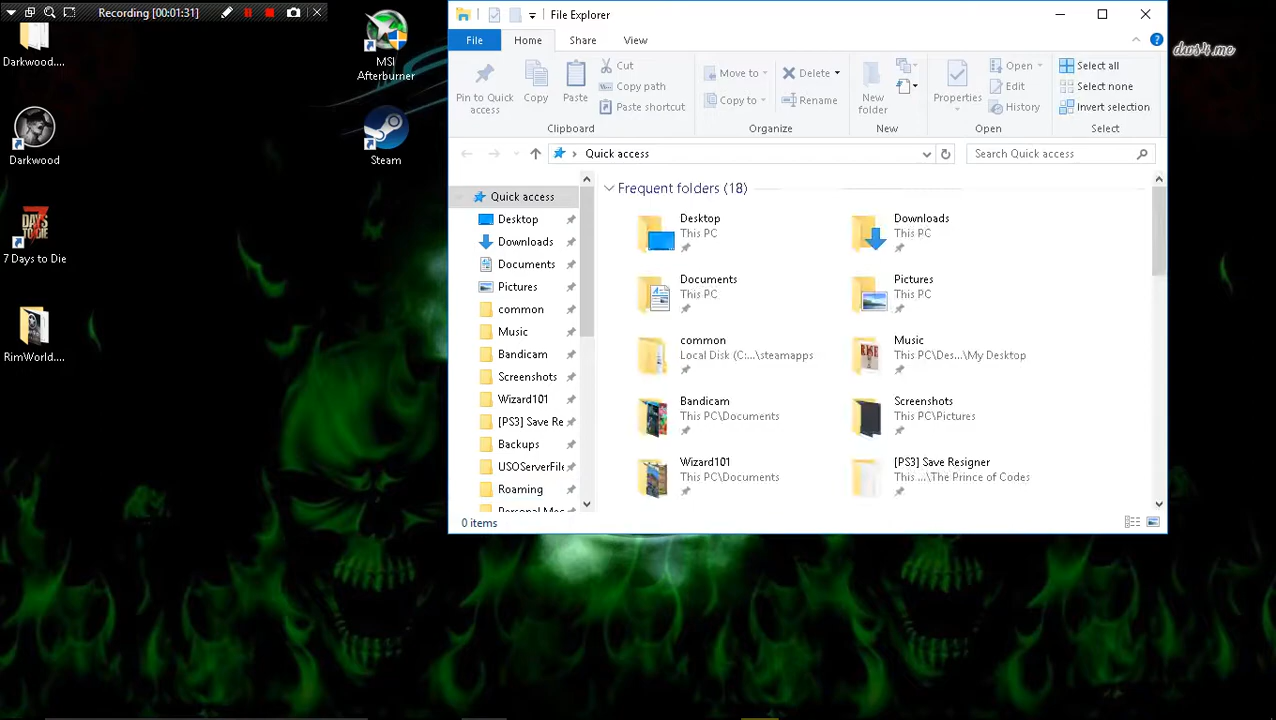 Recording [00:01:31]
Darkwood....
Darkwood
7 DAYS TO DIE
7 Days to Die
RimWorld....
MSI
Afterburner
Steam
File Explorer
File Home Share View
Pin to Quick
access
Copy
Paste
Cut
Copy path
Paste shortcut
Clipboard
Move to
Copy to
Delete
Rename
Organize
New
folder
New
Properties
Open
Edit
History
Open
Select all
Select none
Invert selection
Select
Quick access
Search Quick access
Quick access
Desktop
Downloads
Documents
Pictures
common
Music
Bandicam
Screenshots
Wizard101
[PS3] Save Re
Backups
USOServerFile
Roaming
Frequent folders (18)
Desktop
This PC
Downloads
This PC
Documents
This PC
Pictures
This PC
common
Local Disk (C:...\steamapps
Music
This PC\Des...\My Desktop
Bandicam
This PC\Documents
Screenshots
This PC\Pictures
Wizard101
This PC\Documents
[PS3] Save Resigner
This ...\The Prince of Codes
0 items